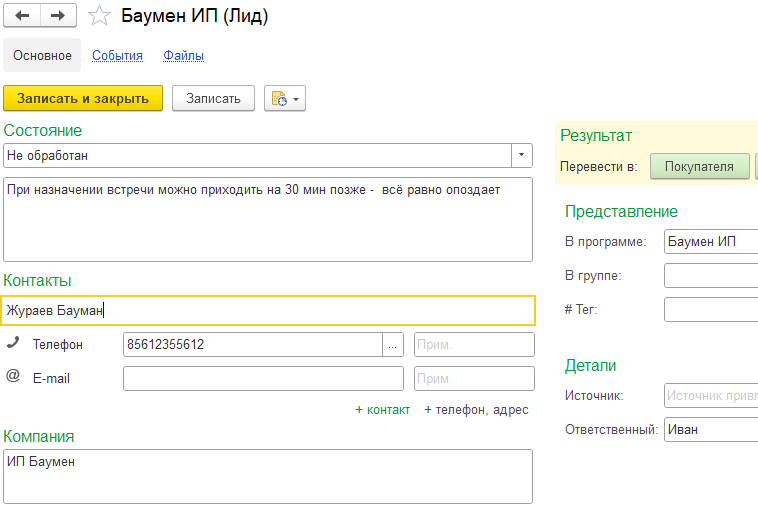 Баумен ИП (Лид)
Основное События Файлы
Записать и закрыть Записать
Состояние
Не обработан
При назначении встречи можно приходить на 30 мин позже - всё равно опоздает
Контакты
Жураев Бауман
Телефон 85612355612 ... Прим.
@ E-mail Прим.
+ контакт + телефон, адрес
Компания
ИП Баумен
Результат
Перевести в: Покупателя
Представление
В программе: Баумен ИП
В группе:
# Тег:
Детали
Источник: Источник привл
Ответственный: Иван